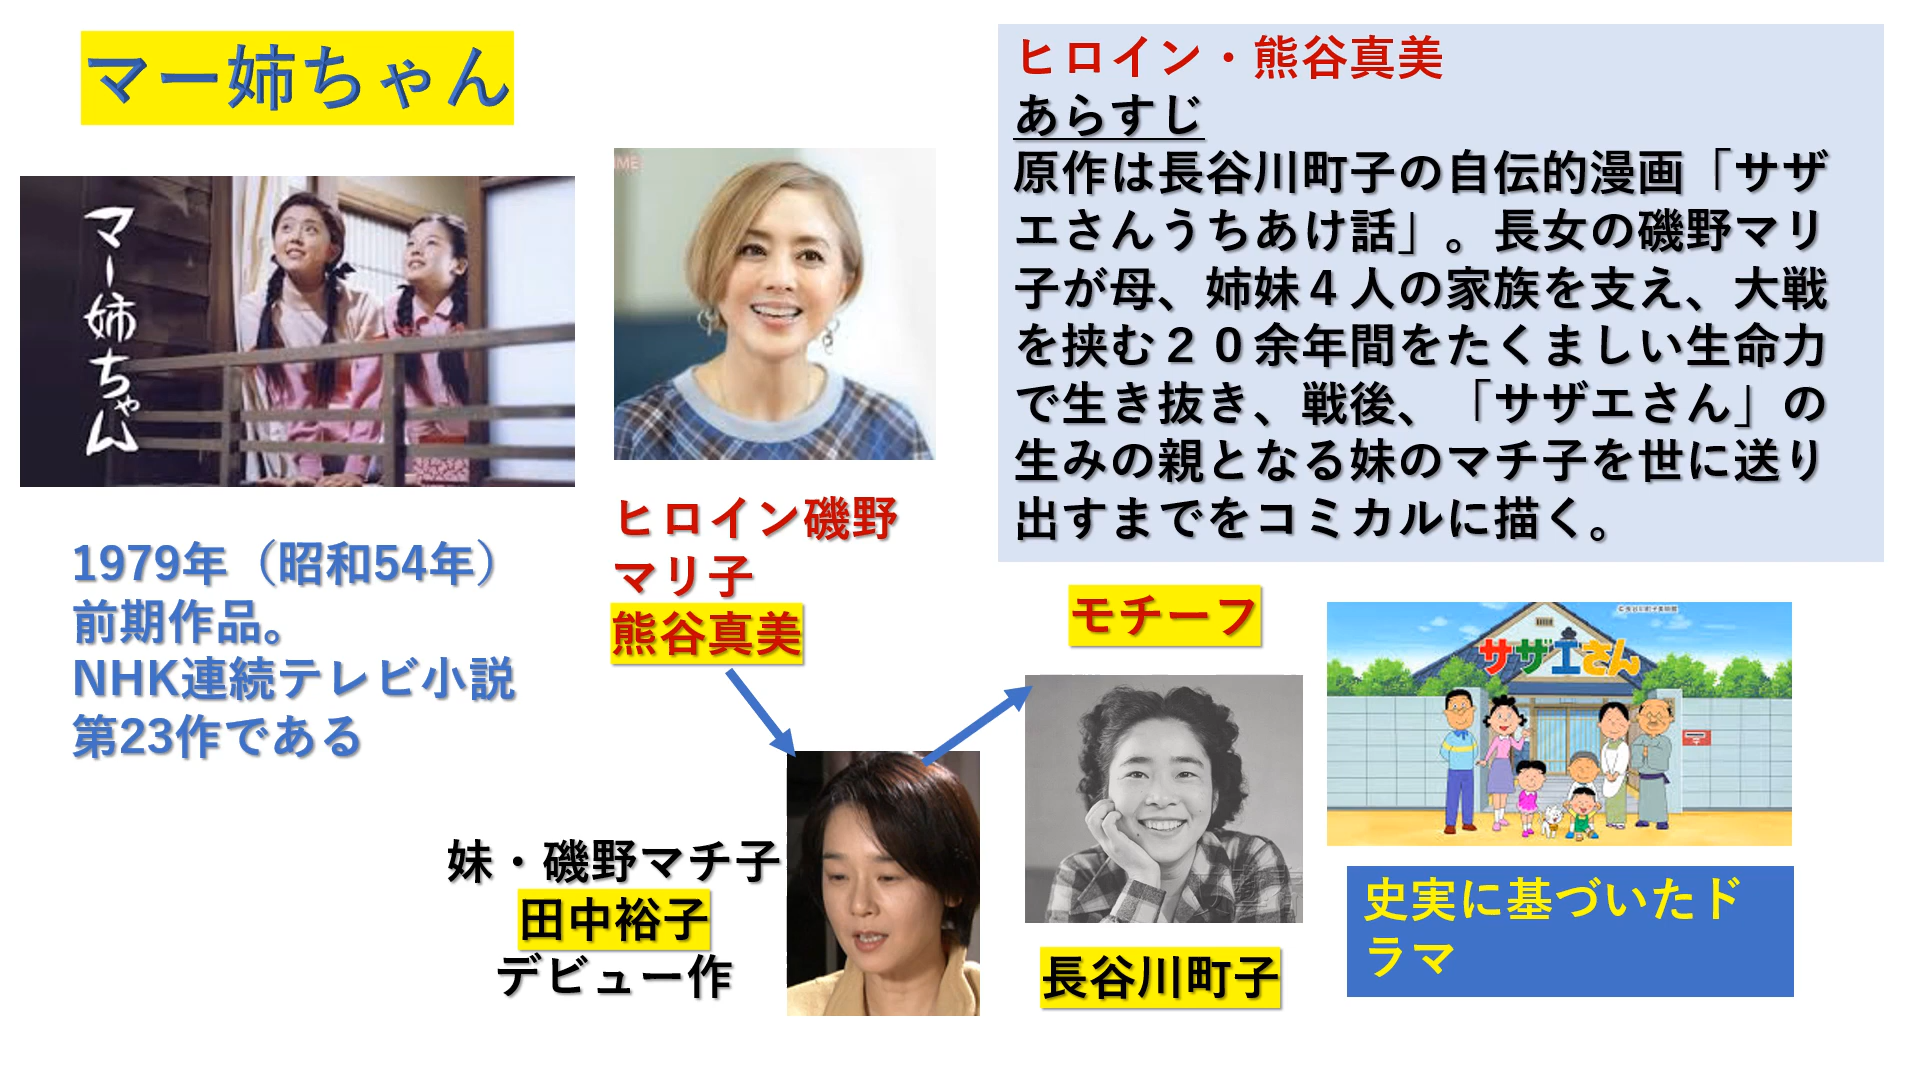 マー姉ちゃん
マー姉ちゃん
1979年（昭和54年）
前期作品。
NHK連続テレビ小説
第23作である
IME
ヒロイン磯野
マリ子
熊谷真美
妹・磯野マチ子
田中裕子
デビュー作
ヒロイン・熊谷真美
あらすじ
原作は長谷川町子の自伝的漫画「サザ
エさんうちあけ話」。長女の磯野マリ
子が母、姉妹４人の家族を支え、大戦
を挟む２０余年間をたくましい生命力
で生き抜き、戦後、「サザエさん」の
生みの親となる妹のマチ子を世に送り
出すまでをコミカルに描く。
モチーフ
長谷川町子
©長谷川町子美術館
サザエさん
史実に基づいたド
ラマ